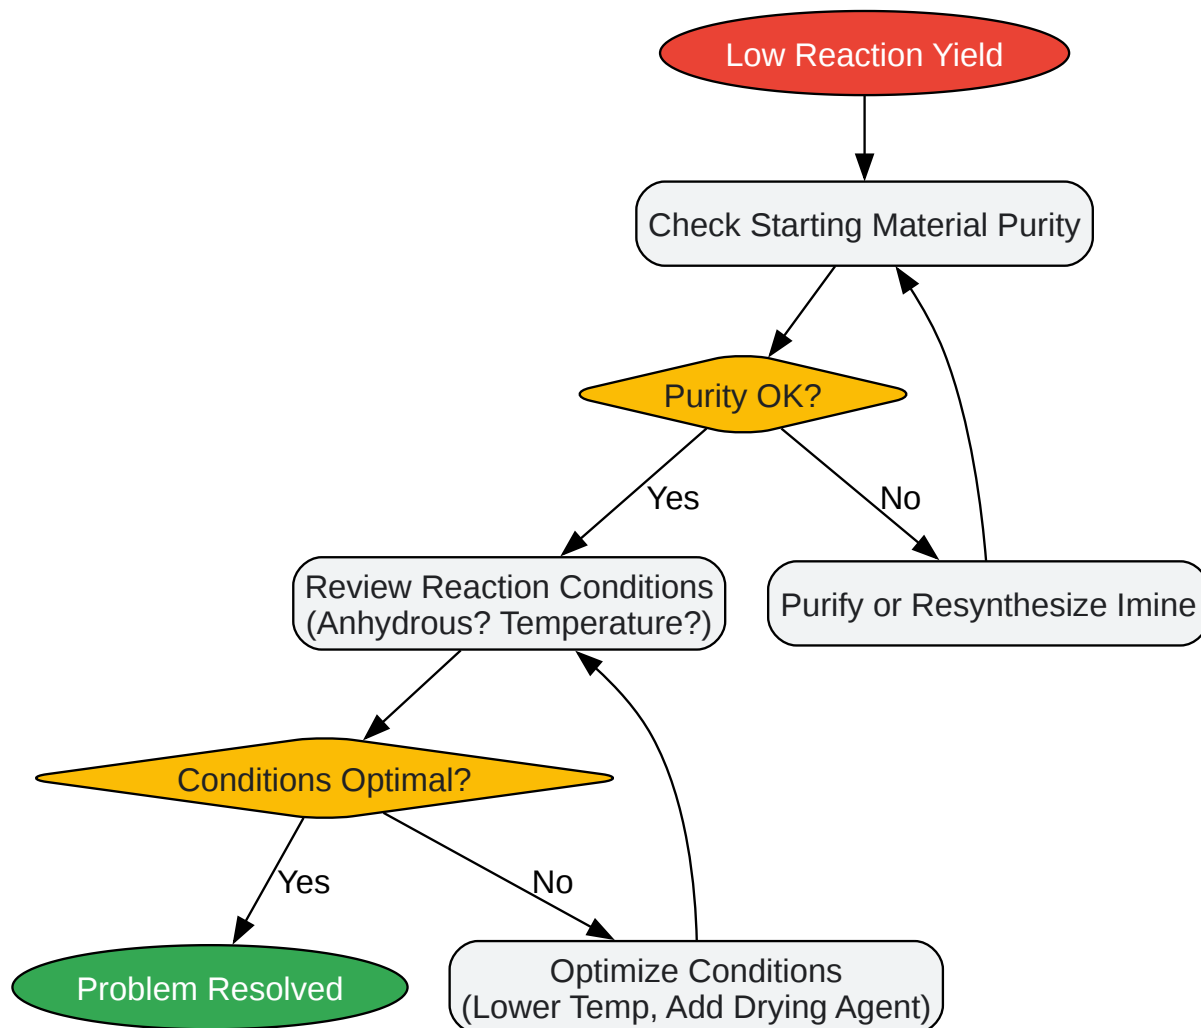 Low Reaction Yield
Check Starting Material Purity
Purity OK?
Yes
No
Review Reaction Conditions
(Anhydrous? Temperature?)
Purify or Resynthesize Imine
Conditions Optimal?
Yes
No
Problem Resolved
Optimize Conditions
(Lower Temp, Add Drying Agent)